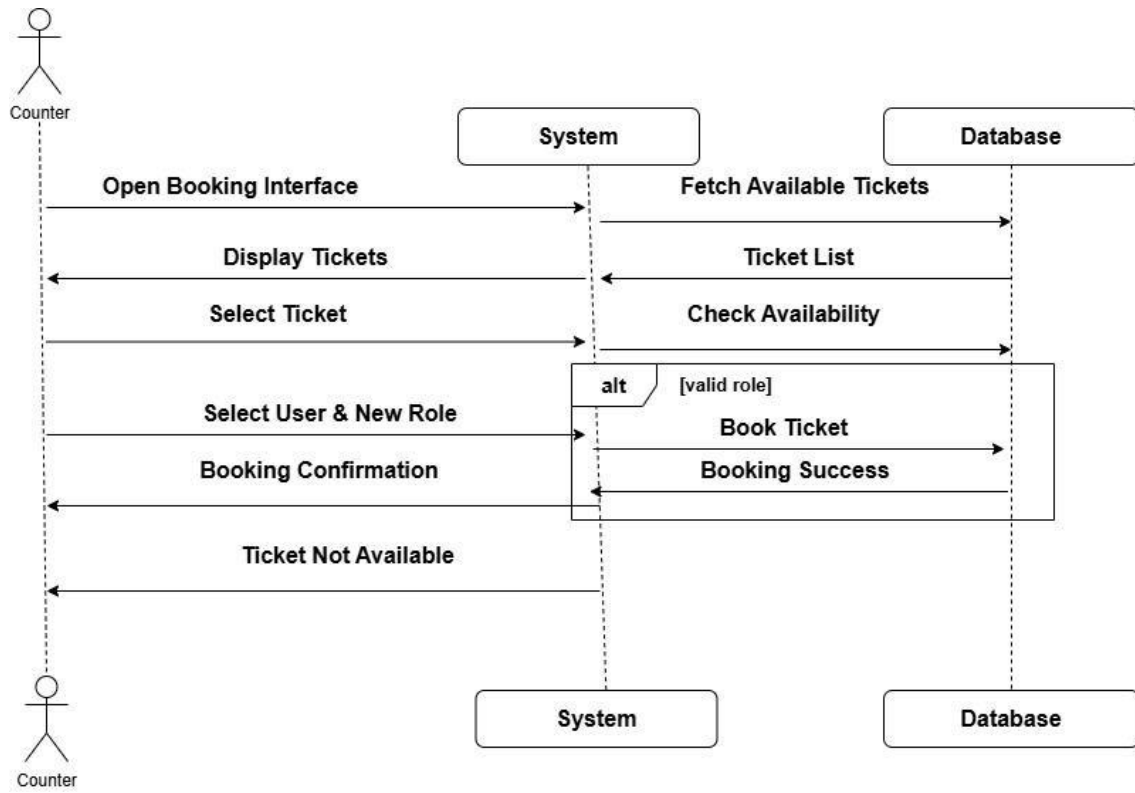 Counter
System
Database
Open Booking Interface
Fetch Available Tickets
Display Tickets
Ticket List
Select Ticket
Check Availability
alt
[valid role]
Select User & New Role
Book Ticket
Booking Confirmation
Booking Success
Ticket Not Available
System
Database
Counter